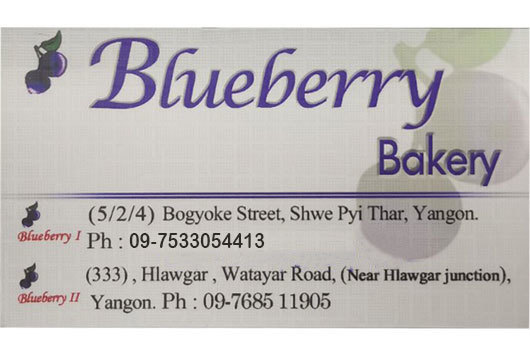 Blueberry
Bakery
Blueberry I (5/2/4) Bogyoke Street, Shwe Pyi Thar, Yangon.
Ph : 09-7533054413
Blueberry II (333) , Hlawgar , Watayar Road, (Near Hlawgar junction),
Yangon. Ph : 09-7685 11905